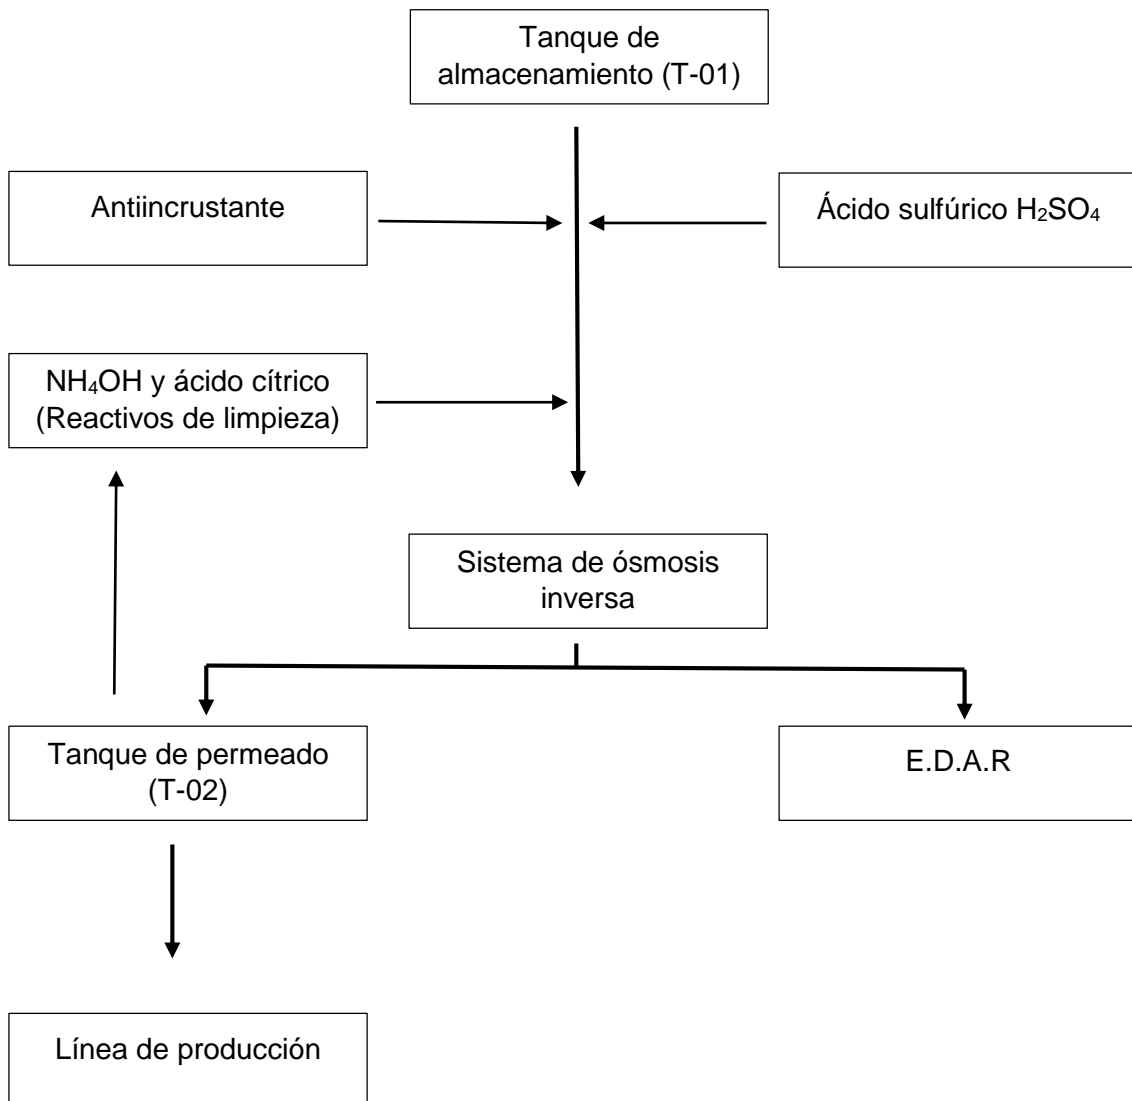 Tanque de
almacenamiento (T-01)
Antiincrustante
Ácido sulfúrico H₂SO₄
NH₄OH y ácido cítrico
(Reactivos de limpieza)
Sistema de ósmosis
inversa
Tanque de permeado
(T-02)
E.D.A.R
Línea de producción